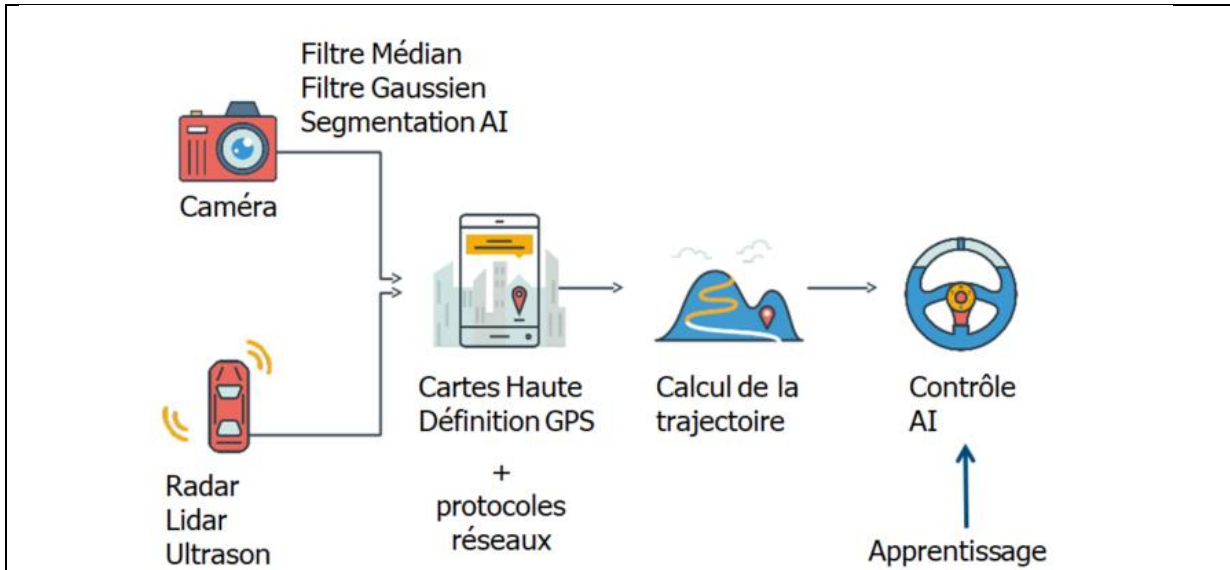 Filtre Médian
Filtre Gaussien
Segmentation AI
Caméra
Radar
Lidar
Ultrason
Cartes Haute
Définition GPS
+
protocoles
réseaux
Calcul de la
trajectoire
Contrôle
AI
Apprentissage